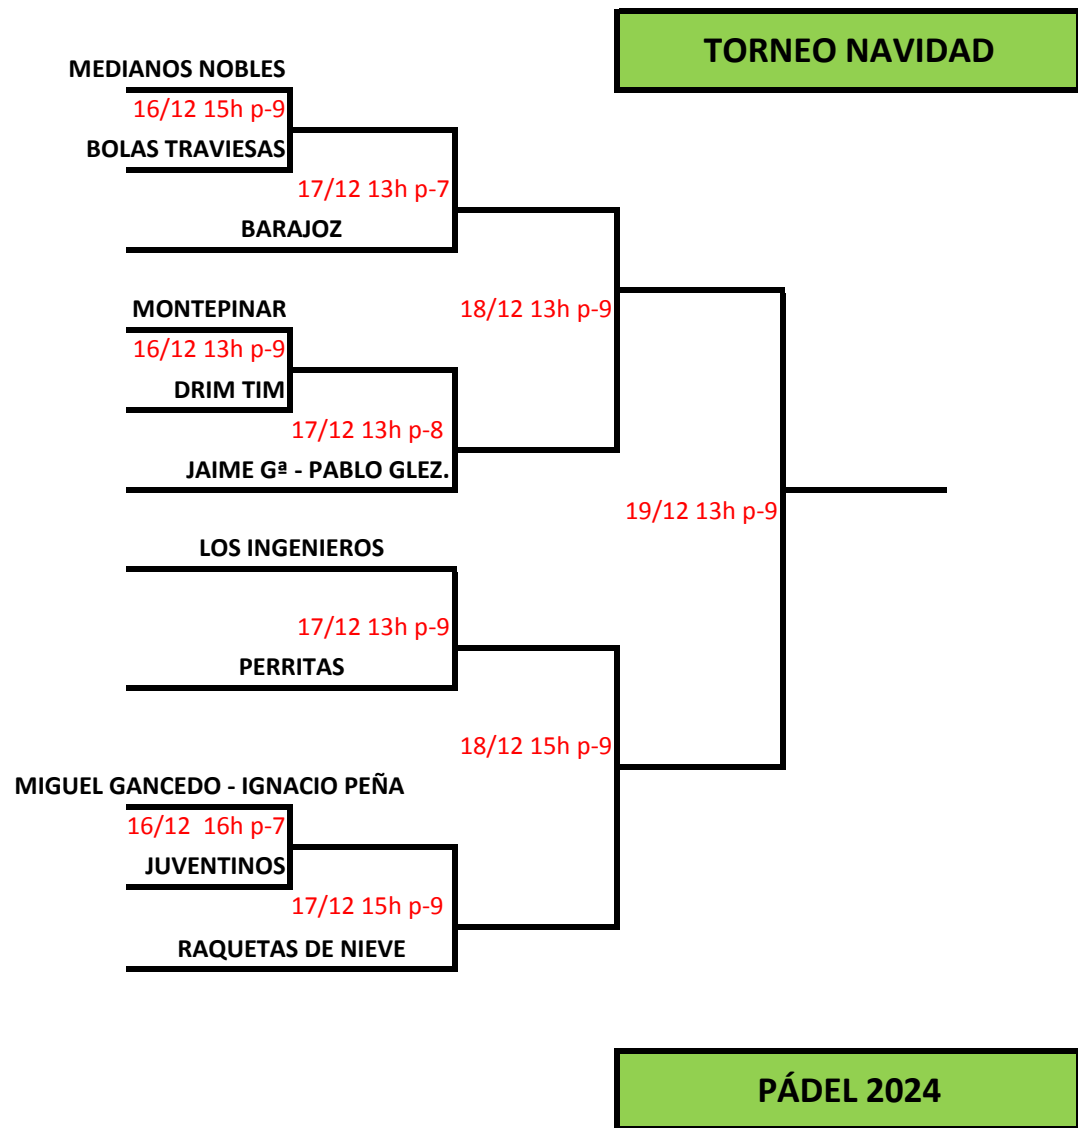 TORNEO NAVIDAD
MEDIANOS NOBLES
16/12 15h p-9
BOLAS TRAVIESAS
17/12 13h p-7
BARAJOZ
MONTEPINAR
18/12 13h p-9
16/12 13h p-9
DRIM TIM
17/12 13h p-8
JAIME Gª - PABLO GLEZ.
19/12 13h p-9
LOS INGENIEROS
17/12 13h p-9
PERRITAS
18/12 15h p-9
MIGUEL GANCEDO - IGNACIO PEÑA
16/12 16h p-7
JUVENTINOS
17/12 15h p-9
RAQUETAS DE NIEVE
PÁDEL 2024